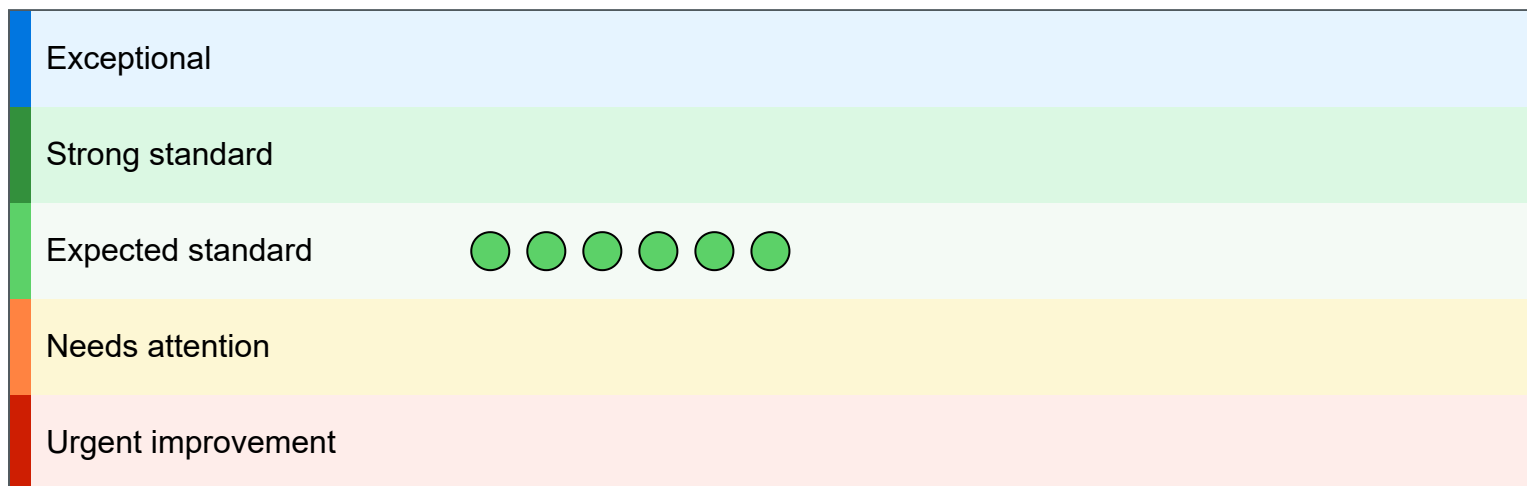 Exceptional
Strong standard
Expected standard
Needs attention
Urgent improvement